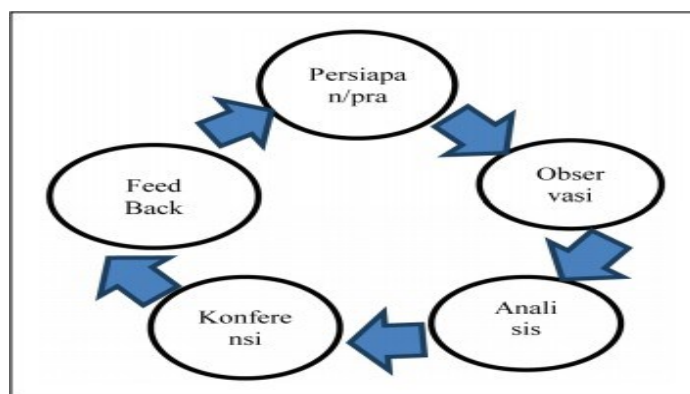 Persiapa
n/pra
Obser
vasi
Anali
sis
Konfere
nsi
Feed
Back